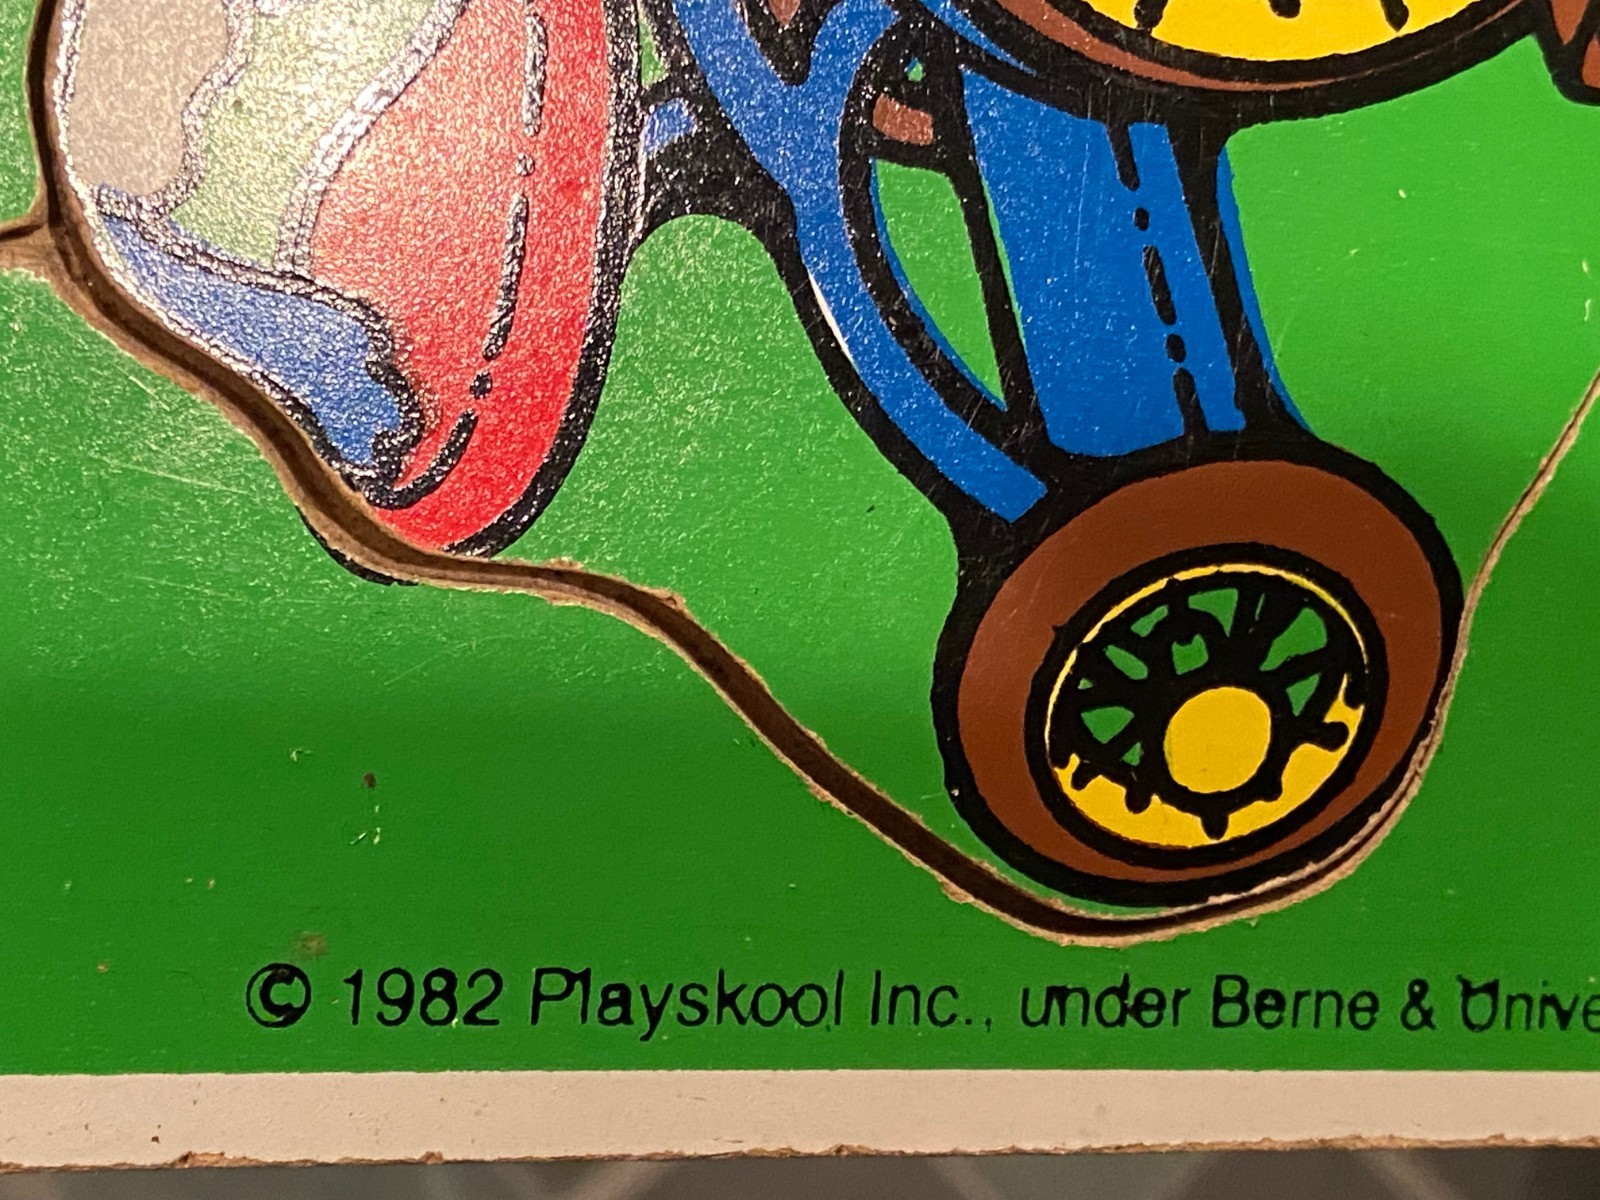 © 1982 Playskool Inc., under Berne & Unive